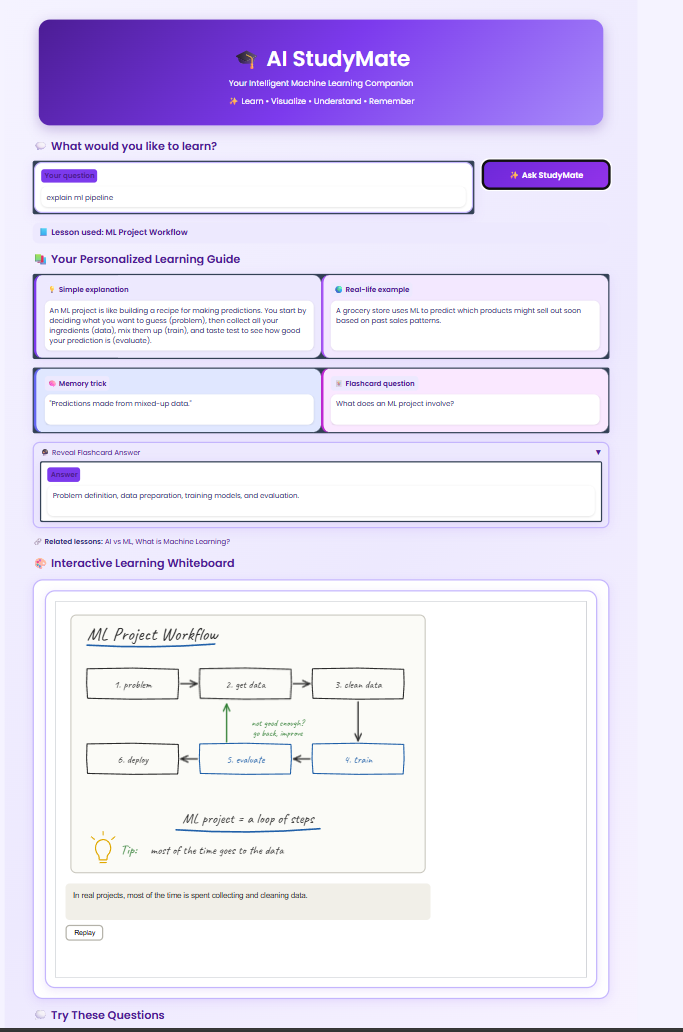 🎓 AI StudyMate
Your Intelligent Machine Learning Companion
✨ Learn • Visualize • Understand • Remember
💬 What would you like to learn?
Your question
explain ml pipeline
✨ Ask StudyMate
📘 Lesson used: ML Project Workflow
📚 Your Personalized Learning Guide
💡 Simple explanation
An ML project is like building a recipe for making predictions. You start by
deciding what you want to guess (problem), then collect all your
ingredients (data), mix them up (train), and taste test to see how good
your prediction is (evaluate).
🌍 Real-life example
A grocery store uses ML to predict which products might sell out soon
based on past sales patterns.
🧠 Memory trick
"Predictions made from mixed-up data."
🃏 Flashcard question
What does an ML project involve?
Reveal Flashcard Answer ▼
Answer
Problem definition, data preparation, training models, and evaluation.
🔗 Related lessons: AI vs ML, What is Machine Learning?
🎨 Interactive Learning Whiteboard
ML Project Workflow
1. problem
2. get data
3. clean data
not good enough?
go back, improve
6. deploy
5. evaluate
4. train
ML project = a loop of steps
Tip: most of the time goes to the data
In real projects, most of the time is spent collecting and cleaning data.
Replay
💬 Try These Questions